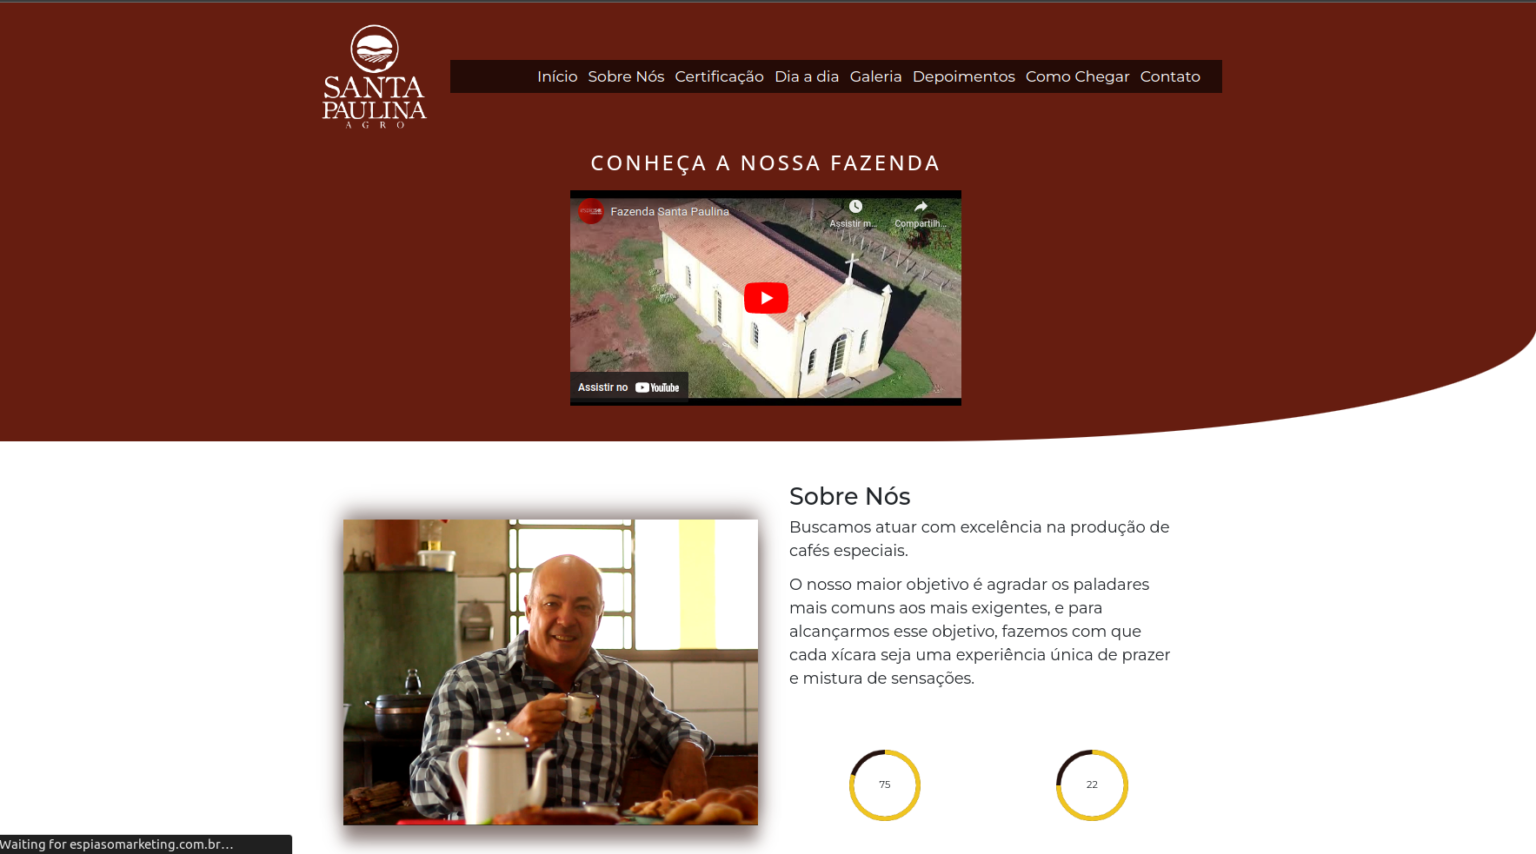 SANTA
PAULINA
AGRO
Início Sobre Nós Certificação Dia a dia Galeria Depoimentos Como Chegar Contato
CONHEÇA A NOSSA FAZENDA
Fazenda Santa Paulina
Assistir m...
Compartilh...
Assistir no YouTube
Sobre Nós
Buscamos atuar com excelência na produção de
cafés especiais.
O nosso maior objetivo é agradar os paladares
mais comuns aos mais exigentes, e para
alcançarmos esse objetivo, fazemos com que
cada xícara seja uma experiência única de prazer
e mistura de sensações.
75
22
Waiting for espiasomarketing.com.br...